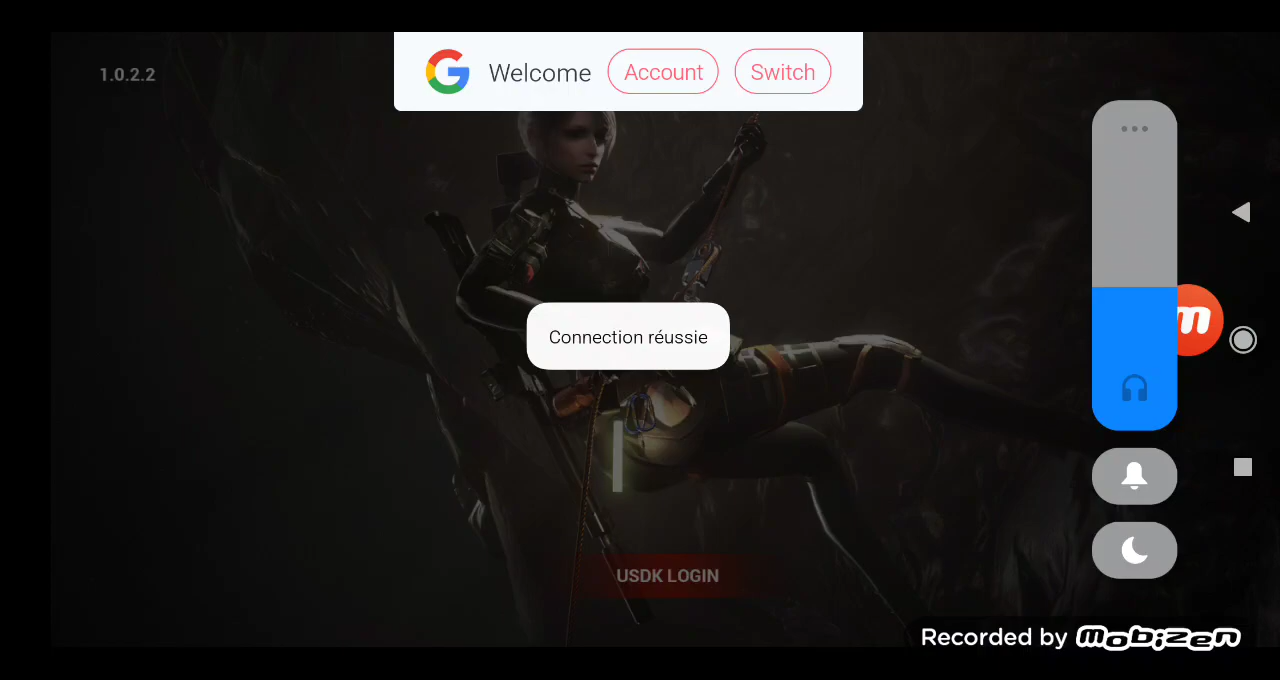 1.0.2.2
Welcome
Account
Switch
Connection réussie
USDK LOGIN
Recorded by mobizen